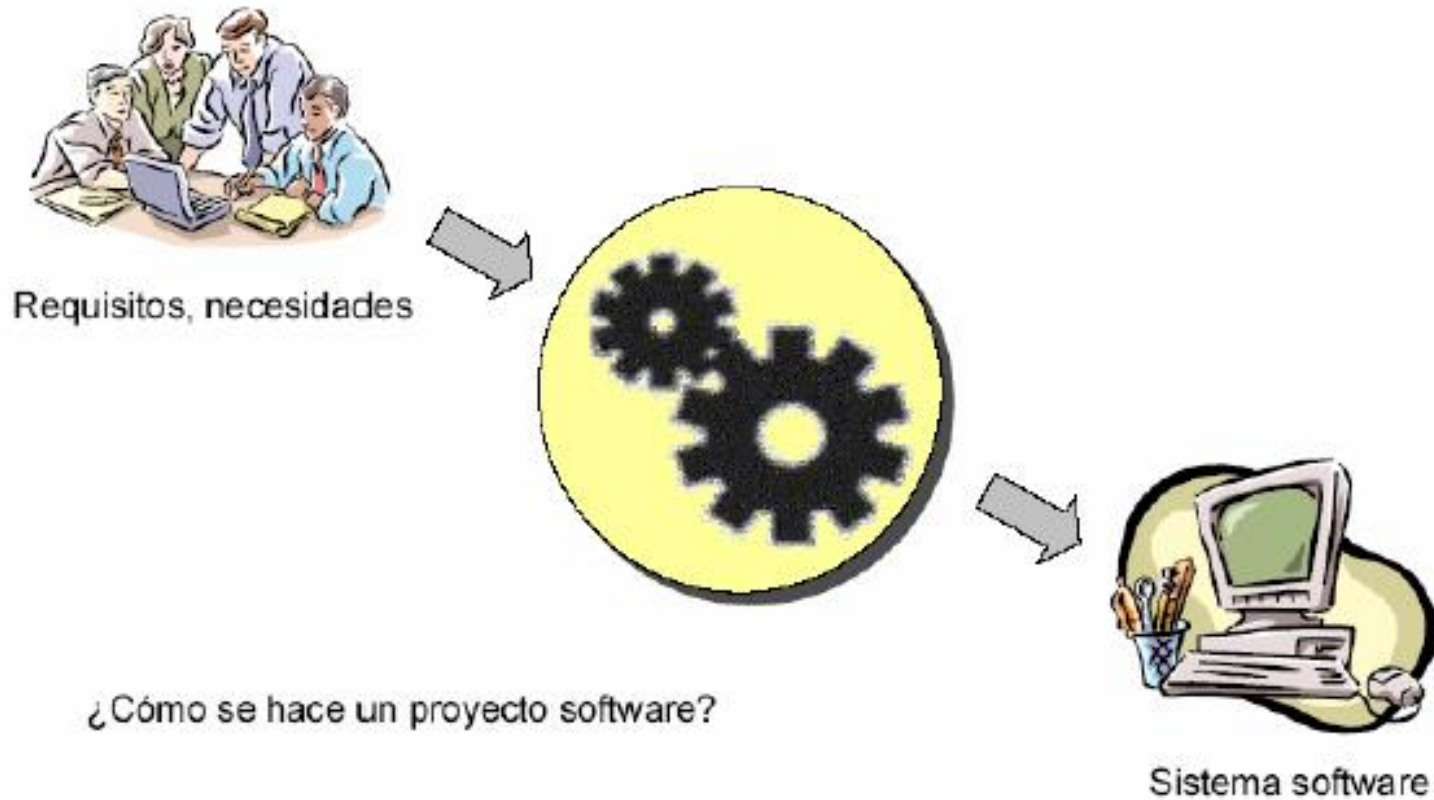 Requisitos, necesidades
¿Cómo se hace un proyecto software?
Sistema software